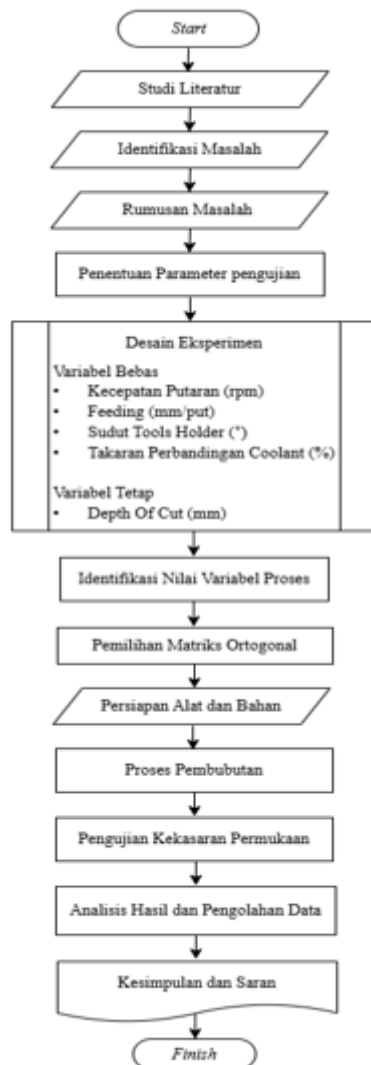 Start
Studi Literatur
Identifikasi Masalah
Rumusan Masalah
Penentuan Parameter pengujian
Desain Eksperimen
Variabel Bebas
• Kecepatan Putaran (rpm)
• Feeding (mm/put)
• Sudut Tools Holder (°)
• Takaran Perbandingan Coolant (%)
Variabel Tetap
• Depth Of Cut (mm)
Identifikasi Nilai Variabel Proses
Pemilihan Matriks Ortogonal
Persiapan Alat dan Bahan
Proses Pembubutan
Pengujian Kekasaran Permukaan
Analisis Hasil dan Pengolahan Data
Kesimpulan dan Saran
Finish